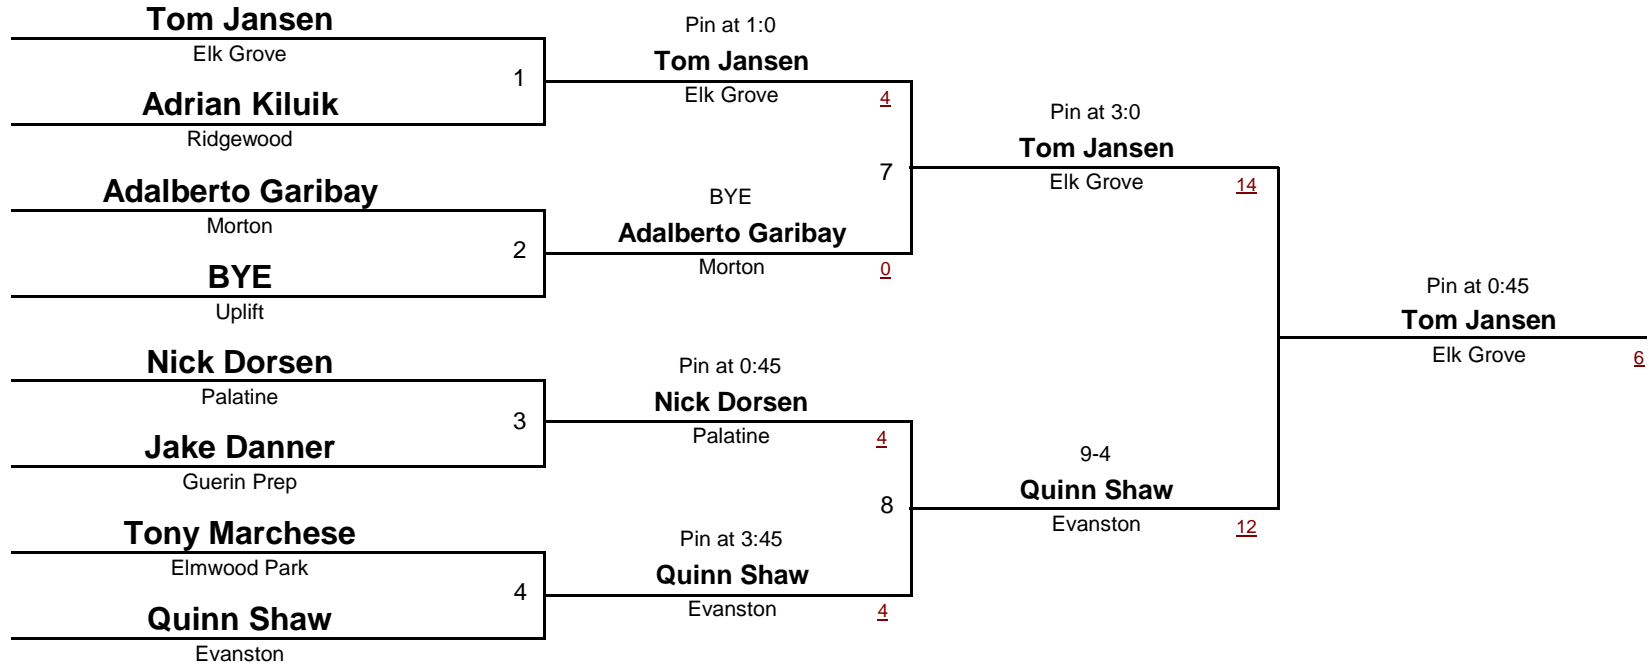 Tom Jansen
Elk Grove
1
Adrian Kiluik
Ridgewood
Adalberto Garibay
Morton
2
BYE
Uplift
Nick Dorsen
Palatine
3
Jake Danner
Guerin Prep
Tony Marchese
Elmwood Park
4
Quinn Shaw
Evanston
Pin at 1:0
Tom Jansen
Elk Grove 4
7
BYE
Adalberto Garibay
Morton 0
Pin at 0:45
Nick Dorsen
Palatine 4
8
Pin at 3:45
Quinn Shaw
Evanston 4
Pin at 3:0
Tom Jansen
Elk Grove 14
9-4
Quinn Shaw
Evanston 12
Pin at 0:45
Tom Jansen
Elk Grove 6